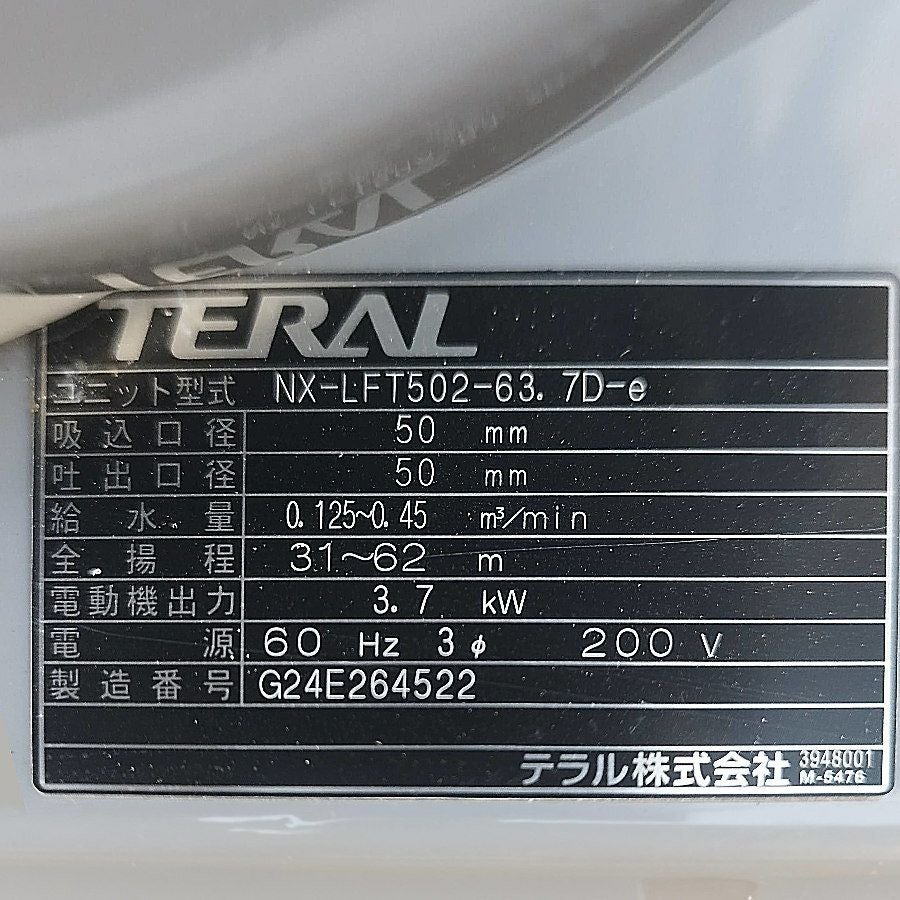 TERAL
ユニット型式 NX-LFT502-63.7D-e
吸込口径 50 mm
吐出口径 50 mm
給水量 0.125~0.45 m³/min
全揚程 31~62 m
電動機出力 3.7 kW
電源 60 Hz 3φ 200 V
製造番号 G24E264522
テラル株式会社 3948001
M-5476